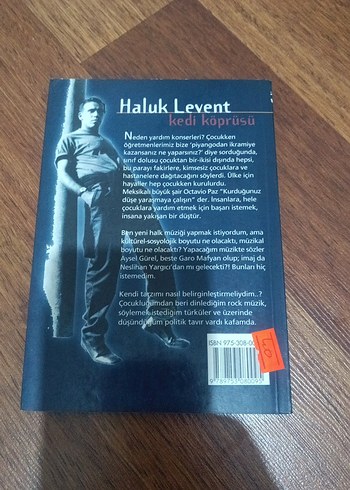 Haluk Levent
kedi köprüsü
Neden yardım konserleri? Çocukken
öğretmenlerimiz bize 'piyangodan ikramiye
kazansanız ne yaparsınız?' diye sorduğunda,
sınıf dolusu çocuktan bir-ikisi dışında hepsi,
bu parayı fakirlere, kimsesiz çocuklara ve
hastanelere dağıtacağını söylerdi. Ülke için
hayaller hep çocukken kurulurdu.
Meksikalı büyük şair Octavio Paz "Kurduğunuz
düşe yaraşmaya çalışın" der. İnsanlara, hele
çocuklara yardım etmek için başarı istemek,
insana yakışan bir düştür.
Ben yeni halk müziği yapmak istiyordum, ama
kültürel-sosyolojik boyutu ne olacaktı, müzikal
boyutu ne olacaktı? Yapacağım müzikte sözler
Aysel Gürel, beste Garo Mafyan olup; imaj da
Neslihan Yargıcı'dan mı gelecekti?! Bunları hiç
istemedim.
Kendi tarzımı nasıl belirginleştirmeliydim..?
Çocukluğumdan beri dinlediğim rock müzik,
söylemek istediğim türküler ve üzerinde
düşündüğüm politik tavır vardı kafamda.
ISBN 975-308-00